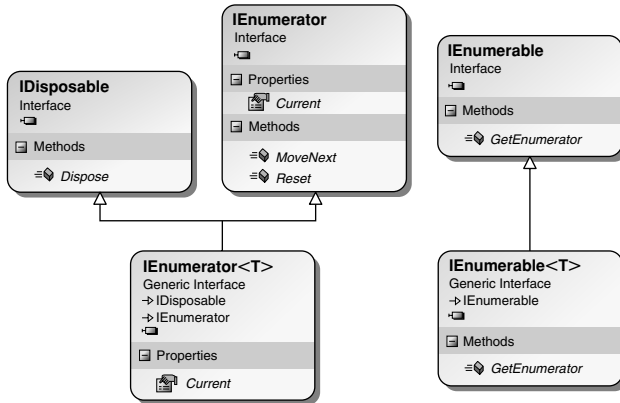 IDisposable
Interface
Methods
Dispose
IEnumerator
Interface
Properties
Current
Methods
MoveNext
Reset
IEnumerable
Interface
Methods
GetEnumerator
IEnumerator<T>
Generic Interface
IDisposable
IEnumerator
Properties
Current
IEnumerable<T>
Generic Interface
IEnumerable
Methods
GetEnumerator